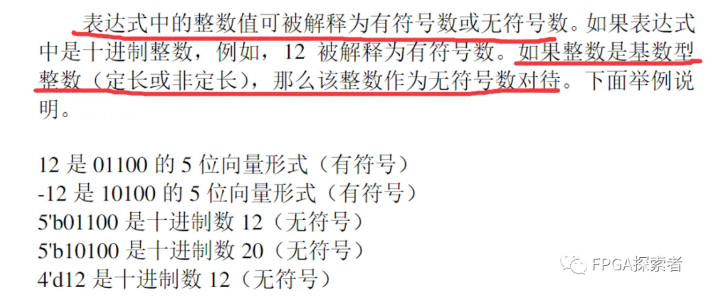 表达式中的整数值可被解释为有符号数或无符号数。如果表达式
中是十进制整数，例如，12 被解释为有符号数。如果整数是基数型
整数（定长或非定长），那么该整数作为无符号数对待。下面举例说
明。
12 是 01100 的 5 位向量形式（有符号）
-12 是 10100 的 5 位向量形式（有符号）
5'b01100 是十进制数 12（无符号）
5'b10100 是十进制数 20（无符号）
4'd12 是十进制数 12（无符号）
FPGA探索者